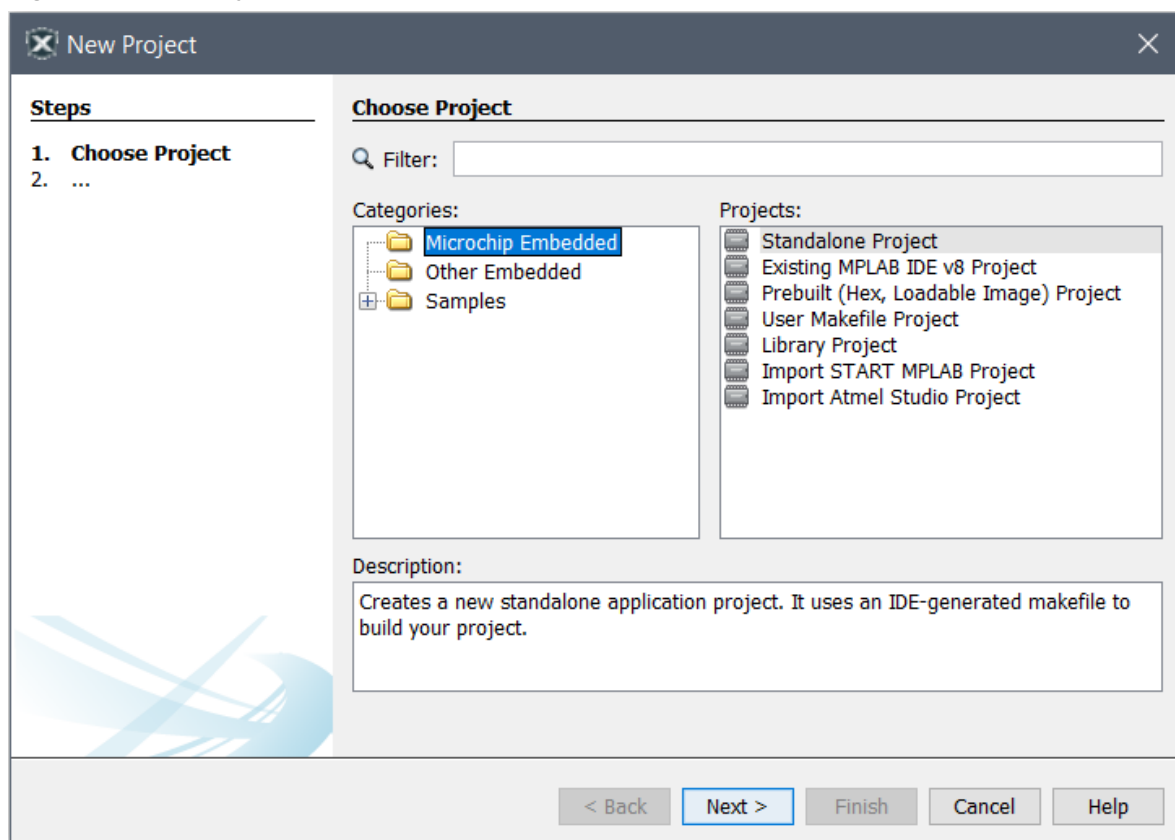 New Project
Steps
1. Choose Project
2. ...
Choose Project
Filter:
Categories:
Microchip Embedded
Other Embedded
Samples
Projects:
Standalone Project
Existing MPLAB IDE v8 Project
Prebuilt (Hex, Loadable Image) Project
User Makefile Project
Library Project
Import START MPLAB Project
Import Atmel Studio Project
Description:
Creates a new standalone application project. It uses an IDE-generated makefile to
build your project.
< Back
Next >
Finish
Cancel
Help